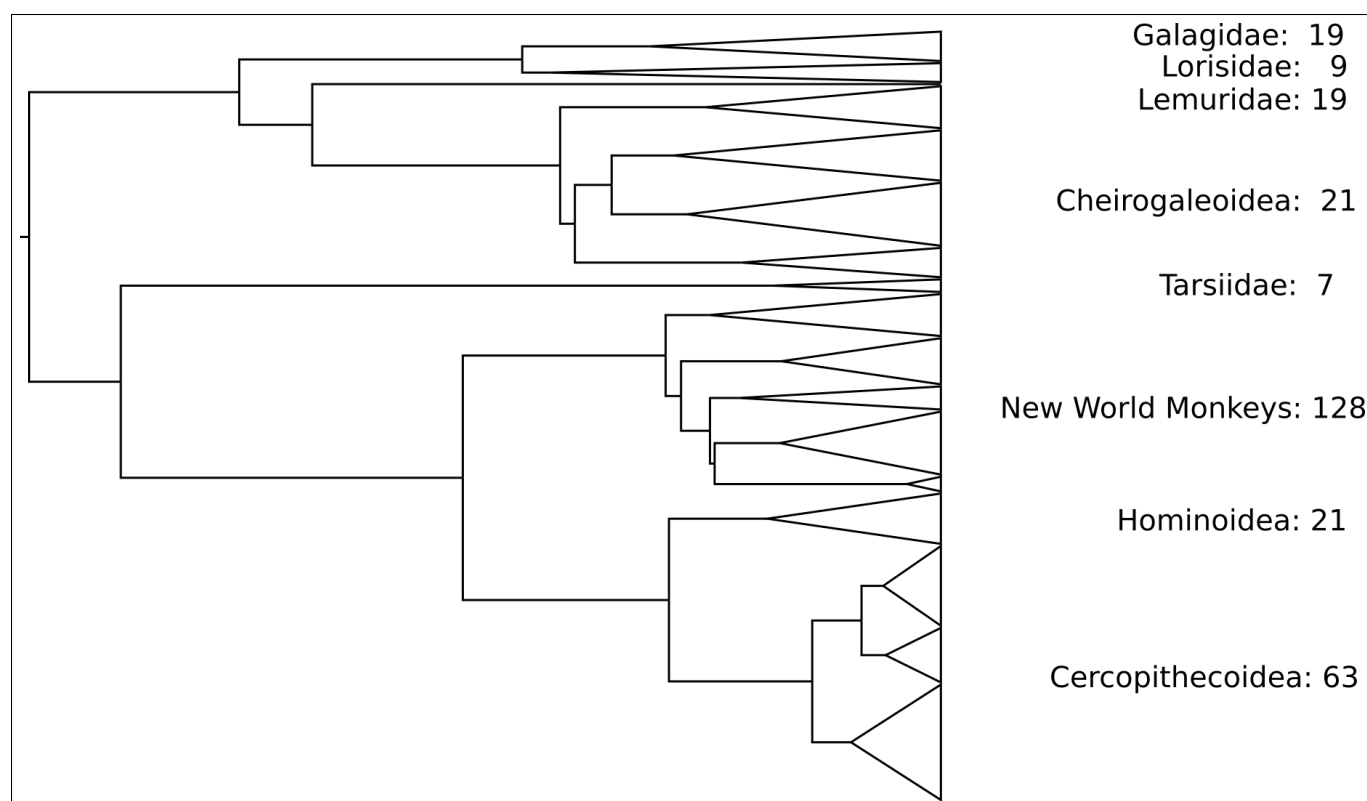 Galagidae: 19
Lorisidae: 9
Lemuridae: 19
Cheirogaleoidea: 21
Tarsiidae: 7
New World Monkeys: 128
Hominoidea: 21
Cercopithecoidea: 63